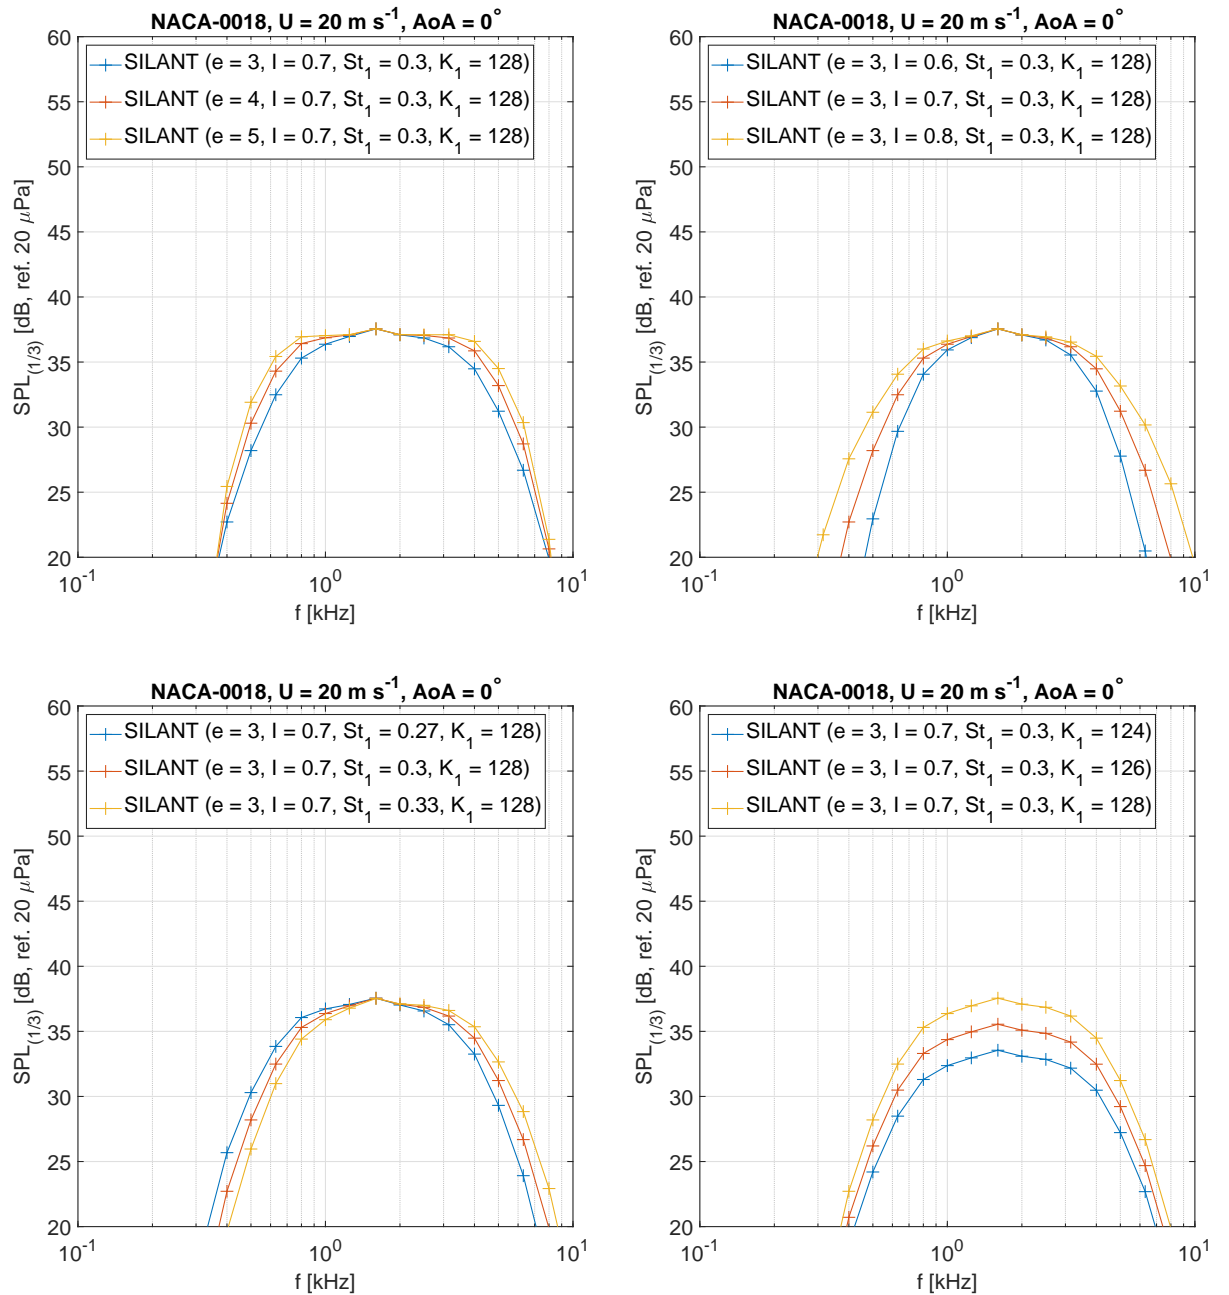 NACA-0018, U = 20 m s⁻¹, AoA = 0°
SILANT (e = 3, I = 0.7, St₁ = 0.3, K₁ = 128)
SILANT (e = 4, I = 0.7, St₁ = 0.3, K₁ = 128)
SILANT (e = 5, I = 0.7, St₁ = 0.3, K₁ = 128)
60
55
50
45
40
35
30
25
20
SPL₍₁/₃₎ [dB, ref. 20 μPa]
10⁻¹ 10⁰ 10¹
f [kHz]
NACA-0018, U = 20 m s⁻¹, AoA = 0°
SILANT (e = 3, I = 0.6, St₁ = 0.3, K₁ = 128)
SILANT (e = 3, I = 0.7, St₁ = 0.3, K₁ = 128)
SILANT (e = 3, I = 0.8, St₁ = 0.3, K₁ = 128)
60
55
50
45
40
35
30
25
20
SPL₍₁/₃₎ [dB, ref. 20 μPa]
10⁻¹ 10⁰ 10¹
f [kHz]
NACA-0018, U = 20 m s⁻¹, AoA = 0°
SILANT (e = 3, I = 0.7, St₁ = 0.27, K₁ = 128)
SILANT (e = 3, I = 0.7, St₁ = 0.3, K₁ = 128)
SILANT (e = 3, I = 0.7, St₁ = 0.33, K₁ = 128)
60
55
50
45
40
35
30
25
20
SPL₍₁/₃₎ [dB, ref. 20 μPa]
10⁻¹ 10⁰ 10¹
f [kHz]
NACA-0018, U = 20 m s⁻¹, AoA = 0°
SILANT (e = 3, I = 0.7, St₁ = 0.3, K₁ = 124)
SILANT (e = 3, I = 0.7, St₁ = 0.3, K₁ = 126)
SILANT (e = 3, I = 0.7, St₁ = 0.3, K₁ = 128)
60
55
50
45
40
35
30
25
20
SPL₍₁/₃₎ [dB, ref. 20 μPa]
10⁻¹ 10⁰ 10¹
f [kHz]